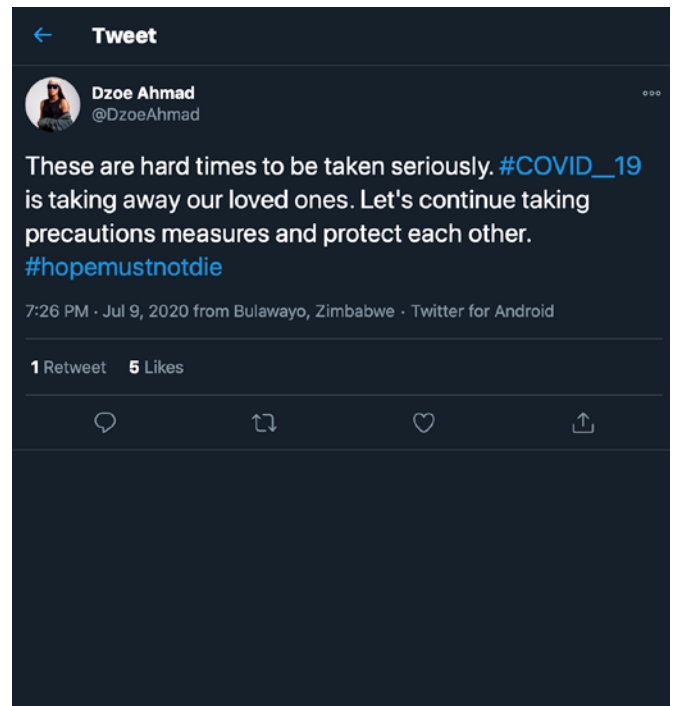 Tweet
Dzoe Ahmad
@DzoeAhmad
These are hard times to be taken seriously. #COVID__19
is taking away our loved ones. Let's continue taking
precautions measures and protect each other.
#hopemustnotdie
7:26 PM · Jul 9, 2020 from Bulawayo, Zimbabwe · Twitter for Android
1 Retweet 5 Likes